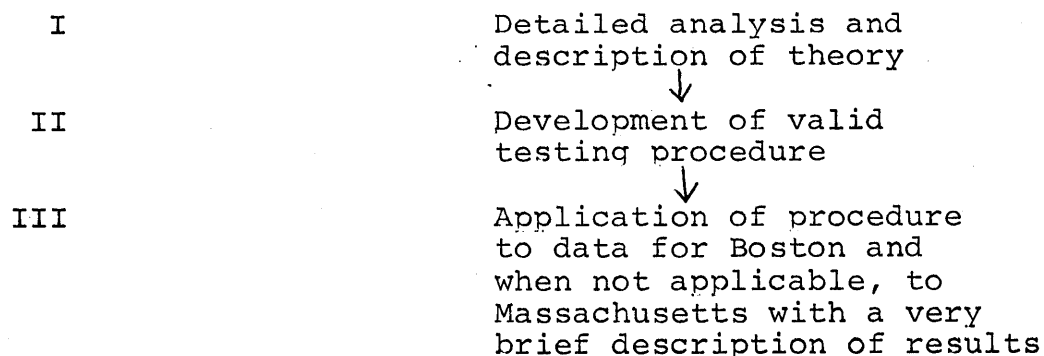 I Detailed analysis and
description of theory
II Development of valid
testing procedure
III Application of procedure
to data for Boston and
when not applicable, to
Massachusetts with a very
brief description of results